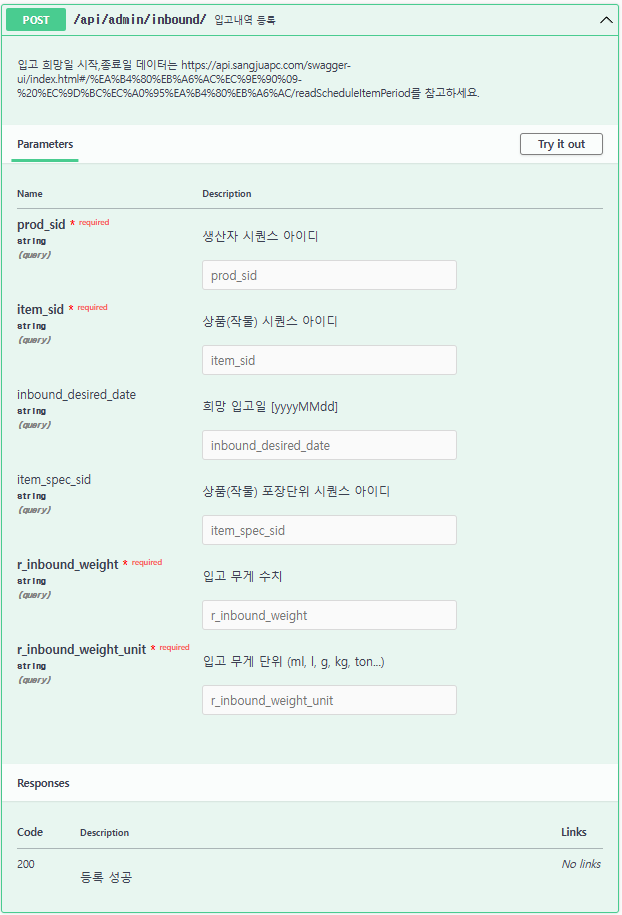 POST /api/admin/inbound/ 입고내역 등록
입고 희망일 시작,종료일 데이터는 https://api.sangjuapc.com/swagger-
ui/index.html#/%EA%B4%80%EB%A6%AC%EC%9E%90%09-
%20%EC%9D%BC%EC%A0%95%EA%B4%80%EB%A6%AC/readScheduleItemPeriod를 참고하세요.
Parameters
Try it out
Name Description
prod_sid * required
string
(query)
생산자 시퀀스 아이디
prod_sid
item_sid * required
string
(query)
상품(작물) 시퀀스 아이디
item_sid
inbound_desired_date
string
(query)
희망 입고일 [yyyyMMdd]
inbound_desired_date
item_spec_sid
string
(query)
상품(작물) 포장단위 시퀀스 아이디
item_spec_sid
r_inbound_weight * required
string
(query)
입고 무게 수치
r_inbound_weight
r_inbound_weight_unit * required
string
(query)
입고 무게 단위 (ml, l, g, kg, ton...)
r_inbound_weight_unit
Responses
Code Description Links
200
등록 성공
No links